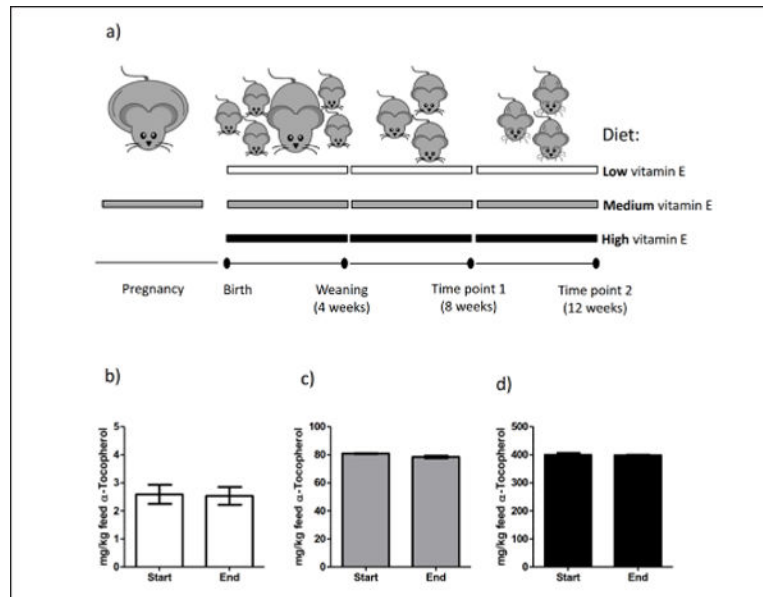 a)
Diet:
Low vitamin E
Medium vitamin E
High vitamin E
Pregnancy
Birth
Weaning
(4 weeks)
Time point 1
(8 weeks)
Time point 2
(12 weeks)
b)
mg/kg feed α-Tocopherol
5
4
3
2
1
0
Start
End
c)
mg/kg feed α-Tocopherol
100
80
60
40
20
0
Start
End
d)
mg/kg feed α-Tocopherol
500
400
300
200
100
0
Start
End